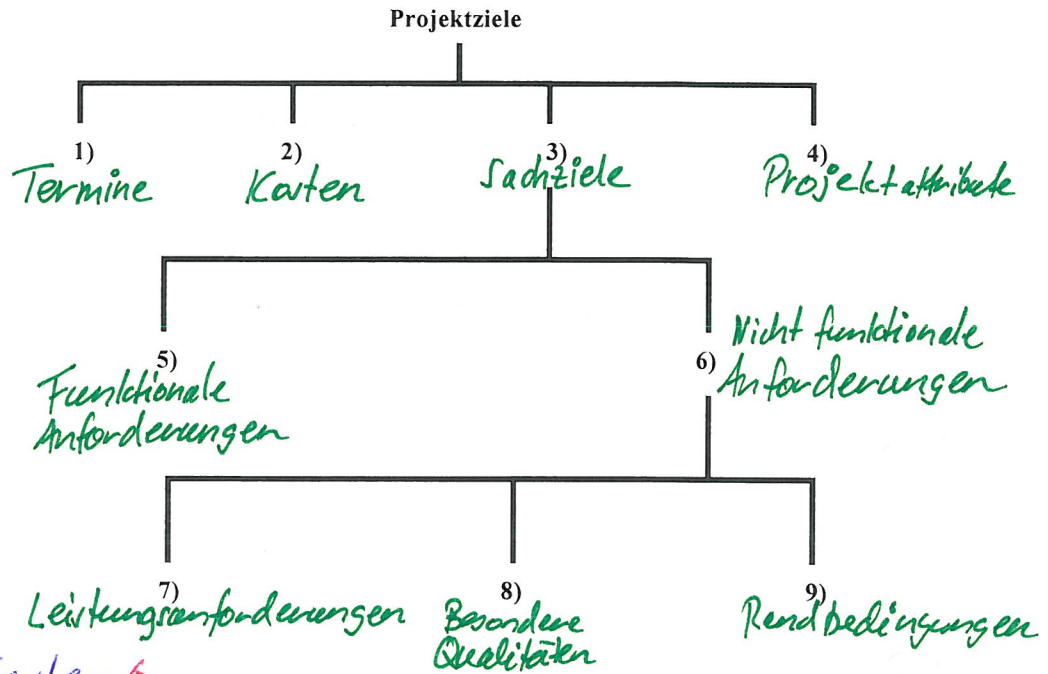 Projektziele
1) 2) 3) 4)
Termine Kosten Sachziele Projektattribute
5) 6) Nicht funktionale
Anforderungen
Funktionale
Anforderungen
7) 8) 9)
Leistungsanforderungen Besondere Randbedingungen
Qualitäten